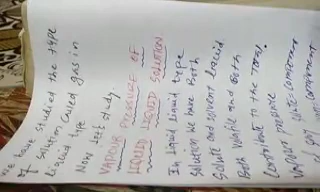 We have studied the type
of solution called gas in
liquid type
Now let study,
VAPOUR PRESSURE OF
LIQUID LIQUID SOLUTION
In liquid liquid type
solution we have Both
Solute and solvent liquid
Both volatile and Both
Contribute to the Total
vapour pressure